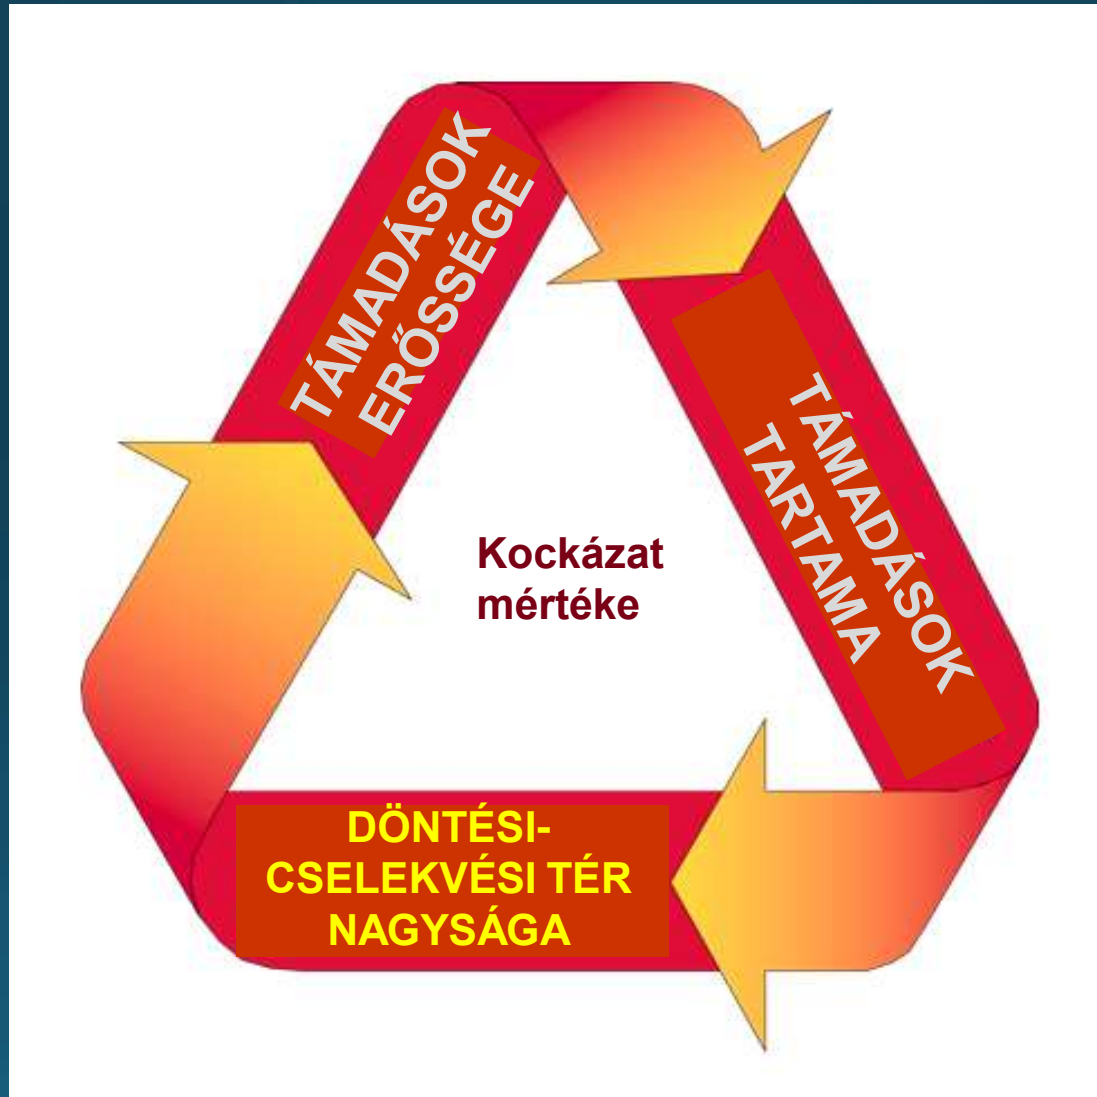 TÁMADÁSOK
ERŐSSÉGE
TÁMADÁSOK
TARTAMA
Kockázat
mértéke
DÖNTÉSI-
CSELEKVÉSI TÉR
NAGYSÁGA